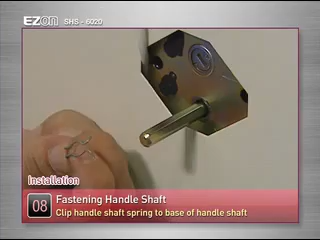 EZon SHS - 6020
Installation
08 Fastening Handle Shaft
Clip handle shaft spring to base of handle shaft